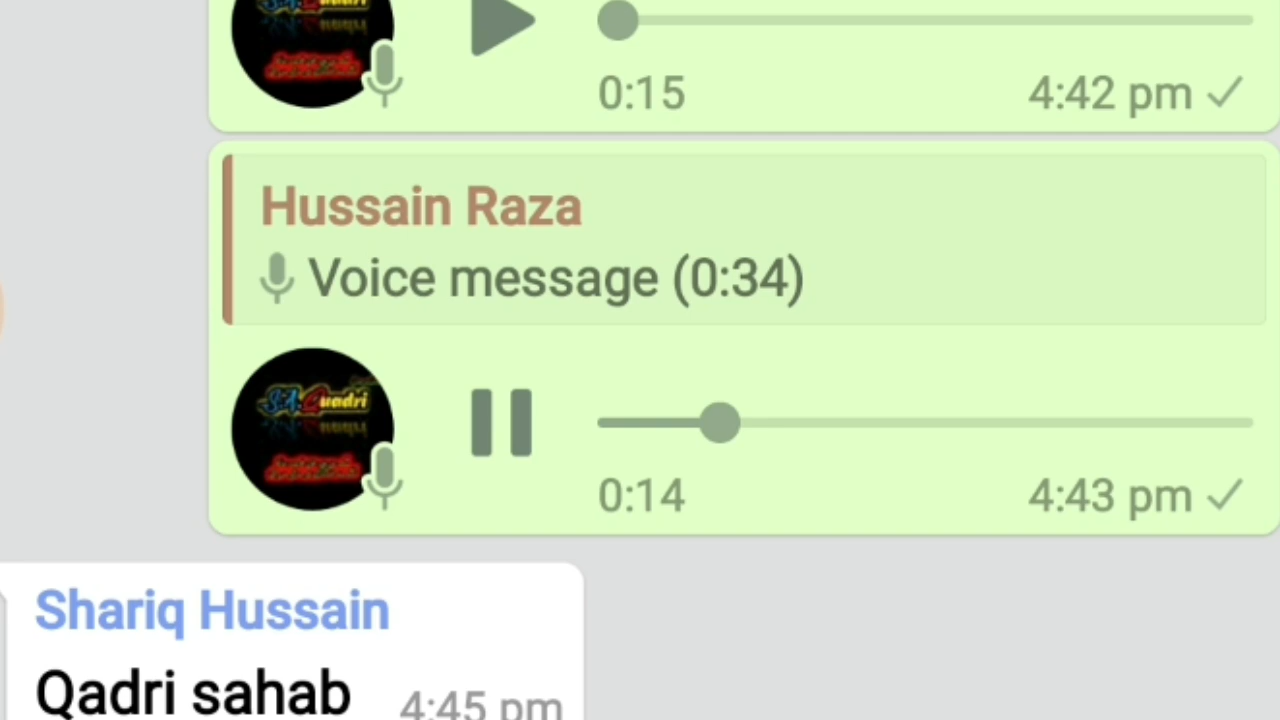 0:15 4:42 pm
Hussain Raza
Voice message (0:34)
S.A. Quadri
0:14 4:43 pm
Shariq Hussain
Qadri sahab 4:45 pm